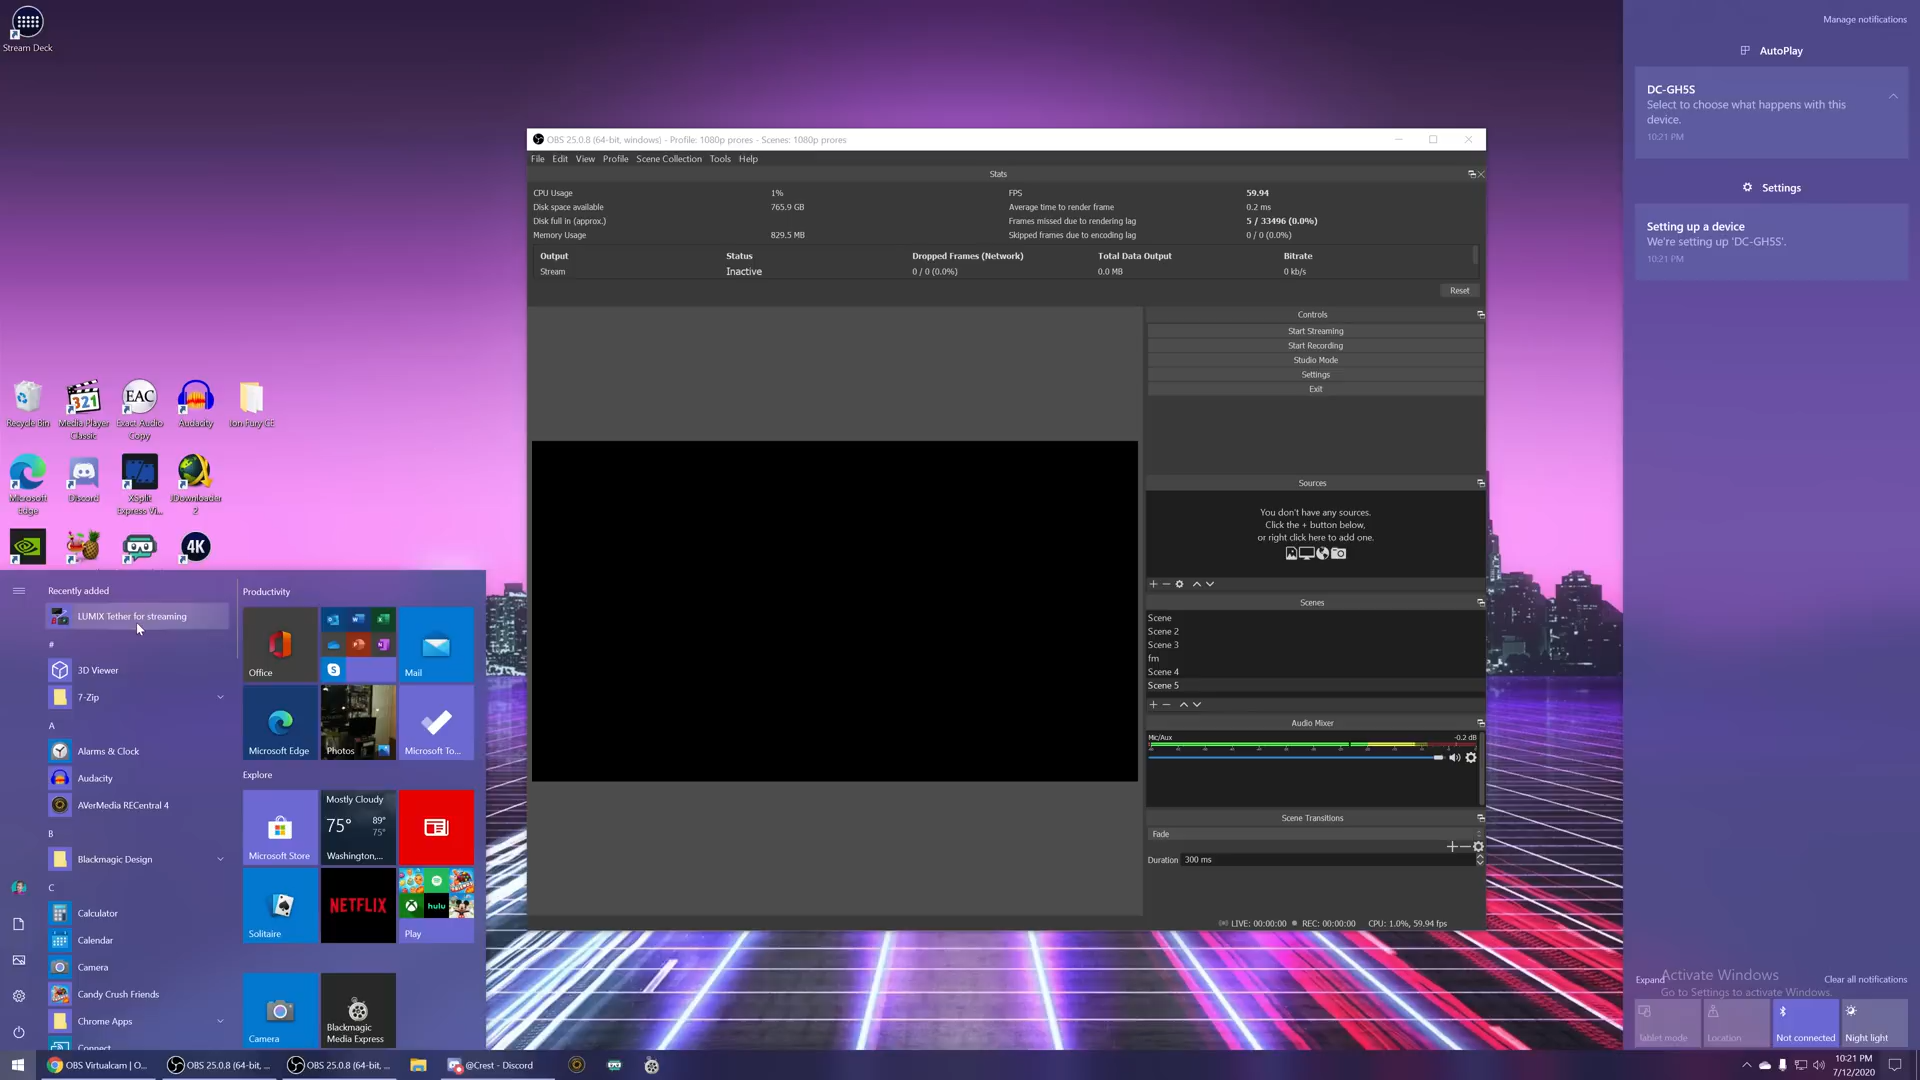 Stream Deck
Recycle Bin
Media Player Classic
Exact Audio Copy
Audacity
Ion Fury CE
Microsoft Edge
Discord
XSplit Express Vi...
JDownloader 2
321
EAC
4K
Recently added
LUMIX Tether for streaming
#
3D Viewer
7-Zip
A
Alarms & Clock
Audacity
AVerMedia RECentral 4
B
Blackmagic Design
C
Calculator
Calendar
Camera
Candy Crush Friends
Chrome Apps
Connect
Productivity
Office
Mail
Microsoft Edge
Photos
Microsoft To...
Explore
Microsoft Store
Mostly Cloudy
75° 89° 75°
Washington,...
Solitaire
NETFLIX
hulu
Play
Camera
Blackmagic Media Express
OBS 25.0.8 (64-bit, windows) - Profile: 1080p prores - Scenes: 1080p prores
File Edit View Profile Scene Collection Tools Help
Stats
CPU Usage 1% FPS 59.94
Disk space available 765.9 GB Average time to render frame 0.2 ms
Disk full in (approx.) Frames missed due to rendering lag 5 / 33496 (0.0%)
Memory Usage 829.5 MB Skipped frames due to encoding lag 0 / 0 (0.0%)
Output Status Dropped Frames (Network) Total Data Output Bitrate
Stream Inactive 0 / 0 (0.0%) 0.0 MB 0 kb/s
Reset
Controls
Start Streaming
Start Recording
Studio Mode
Settings
Exit
Sources
You don't have any sources.
Click the + button below,
or right click here to add one.
Scenes
Scene
Scene 2
Scene 3
fm
Scene 4
Scene 5
Audio Mixer
Mic/Aux -0.2 dB
Scene Transitions
Fade
Duration 300 ms
LIVE: 00:00:00 REC: 00:00:00 CPU: 1.0%, 59.94 fps
Manage notifications
AutoPlay
DC-GH5S
Select to choose what happens with this
device.
10:21 PM
Settings
Setting up a device
We're setting up 'DC-GH5S'.
10:21 PM
Expand Clear all notifications
Activate Windows
Go to Settings to activate Windows.
Tablet mode Location Not connected Night light
OBS Virtualcam | O... OBS 25.0.8 (64-bit, ... OBS 25.0.8 (64-bit, ... @Crest - Discord
10:21 PM
7/12/2020